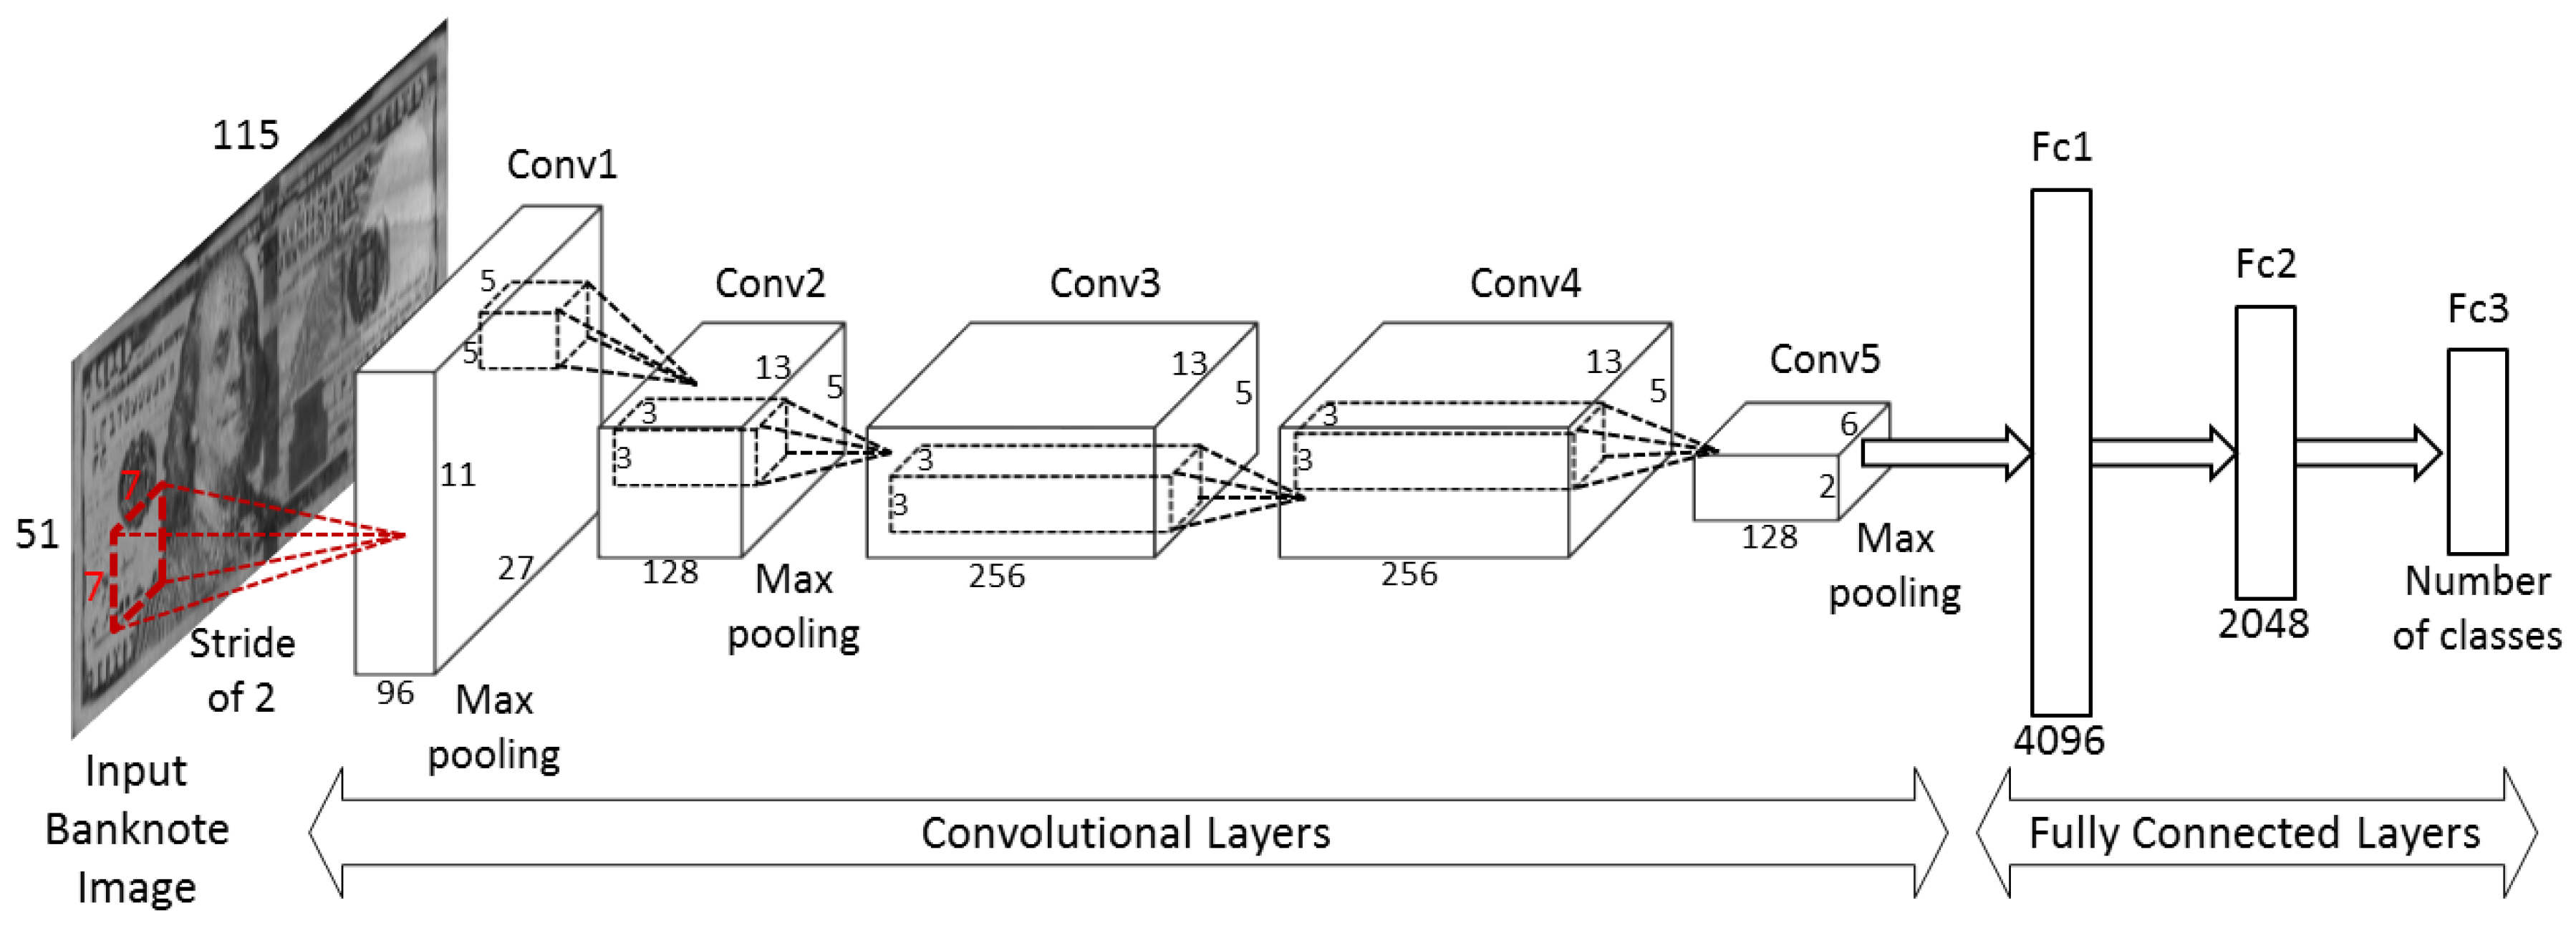 115
51
7
7
Stride
of 2
Input
Banknote
Image
Conv1
5
5
11
27
96
Max
pooling
Conv2
13
5
3
3
128
Max
pooling
Conv3
13
5
3
3
256
Conv4
13
5
3
3
256
Conv5
6
2
128
Max
pooling
Fc1
4096
Fc2
2048
Fc3
Number
of classes
Convolutional Layers
Fully Connected Layers